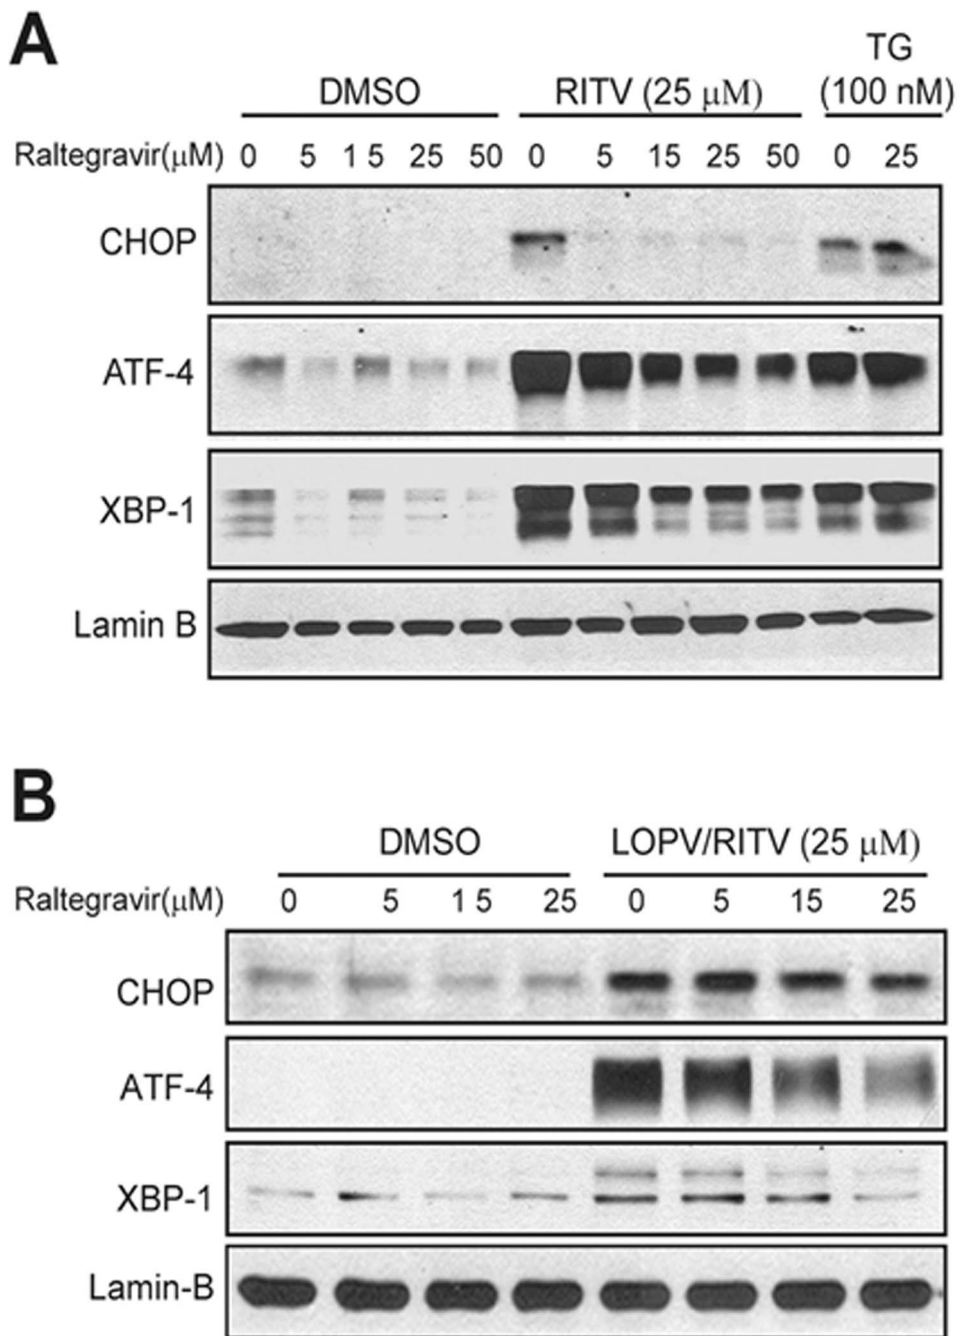 A
TG
DMSO RITV (25 μM) (100 nM)
Raltegravir(μM) 0 5 1 5 25 50 0 5 15 25 50 0 25
CHOP
ATF-4
XBP-1
Lamin B
B
DMSO LOPV/RITV (25 μM)
Raltegravir(μM) 0 5 1 5 25 0 5 15 25
CHOP
ATF-4
XBP-1
Lamin-B